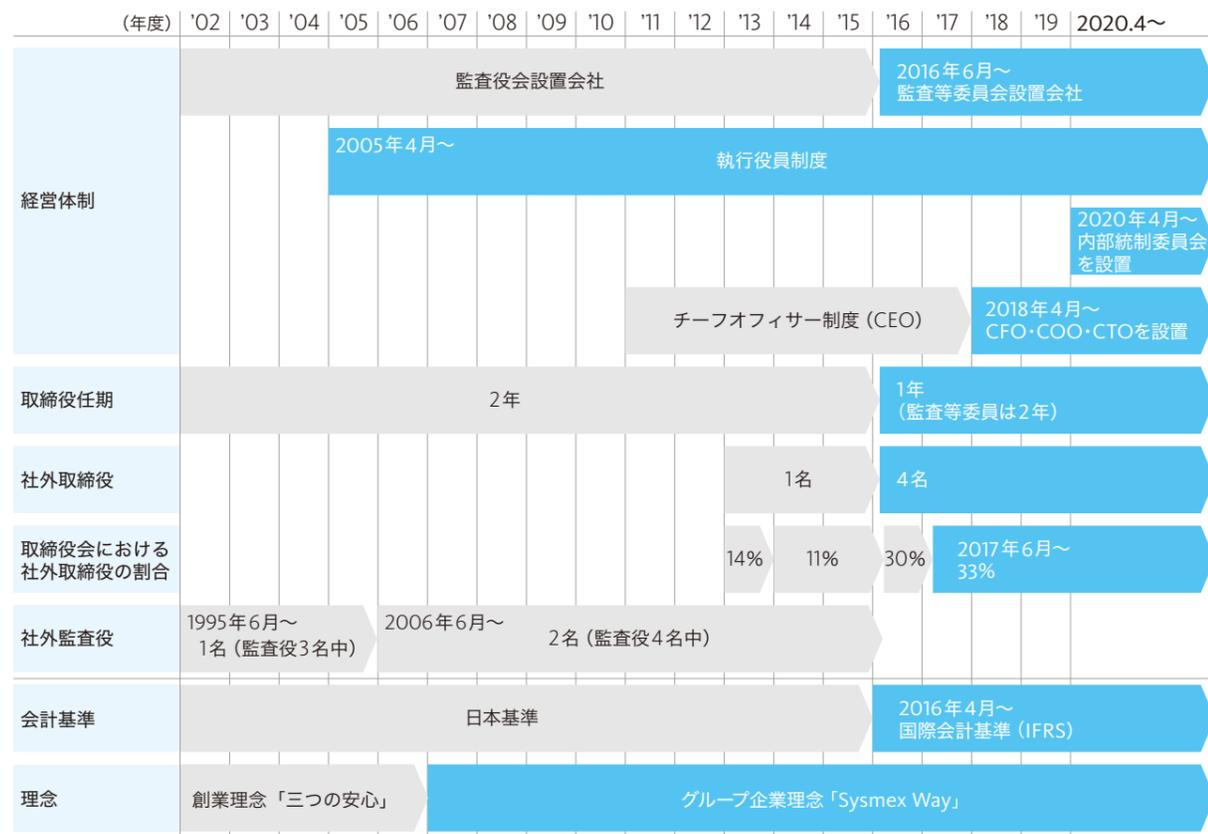 （年度） ’02 ’03 ’04 ’05 ’06 ’07 ’08 ’09 ’10 ’11 ’12 ’13 ’14 ’15 ’16 ’17 ’18 ’19 2020.4～
経営体制
監査役会設置会社
2016年6月～
監査等委員会設置会社
2005年4月～
執行役員制度
2020年4月～
内部統制委員会
を設置
チーフオフィサー制度（CEO）
2018年4月～
CFO・COO・CTOを設置
取締役任期
2年
1年
（監査等委員は2年）
社外取締役
1名
4名
取締役会における
社外取締役の割合
14%
11%
30%
2017年6月～
33%
社外監査役
1995年6月～
1名（監査役3名中）
2006年6月～
2名（監査役4名中）
会計基準
日本基準
2016年4月～
国際会計基準（IFRS）
理念
創業理念「三つの安心」
グループ企業理念「Sysmex Way」